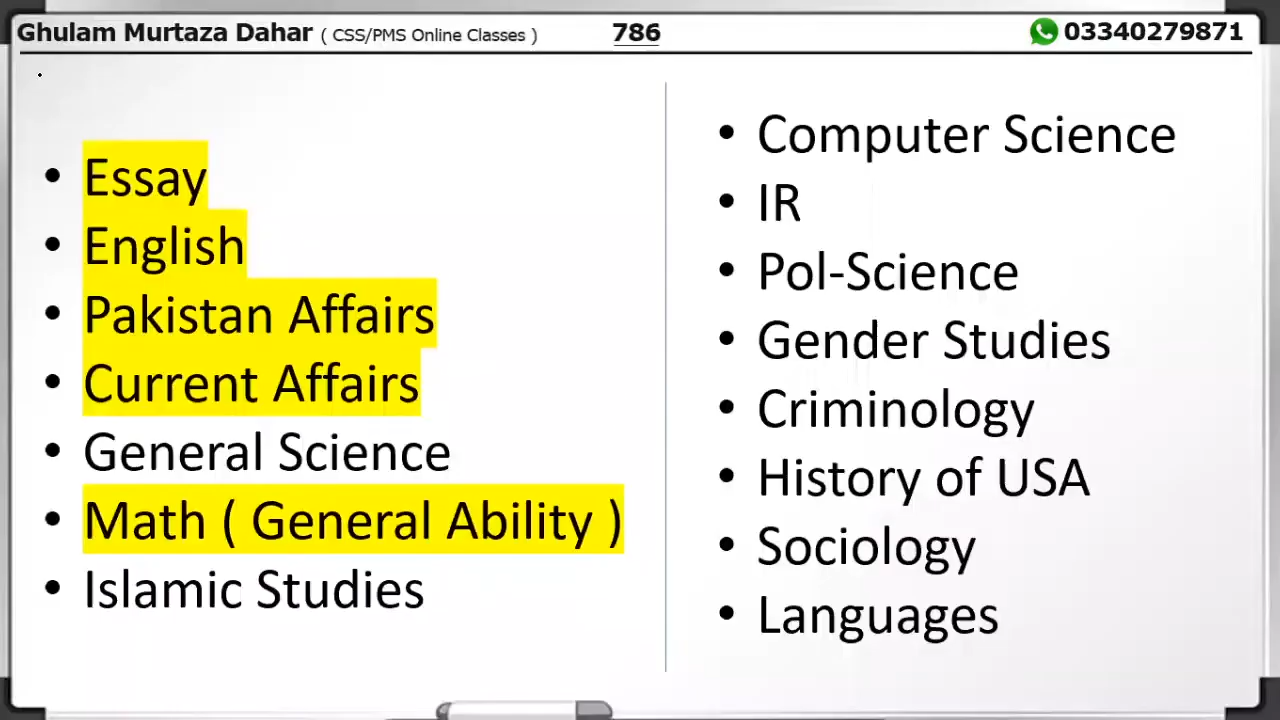 Ghulam Murtaza Dahar ( CSS/PMS Online Classes ) 786 03340279871
• Essay
• English
• Pakistan Affairs
• Current Affairs
• General Science
• Math ( General Ability )
• Islamic Studies
• Computer Science
• IR
• Pol-Science
• Gender Studies
• Criminology
• History of USA
• Sociology
• Languages